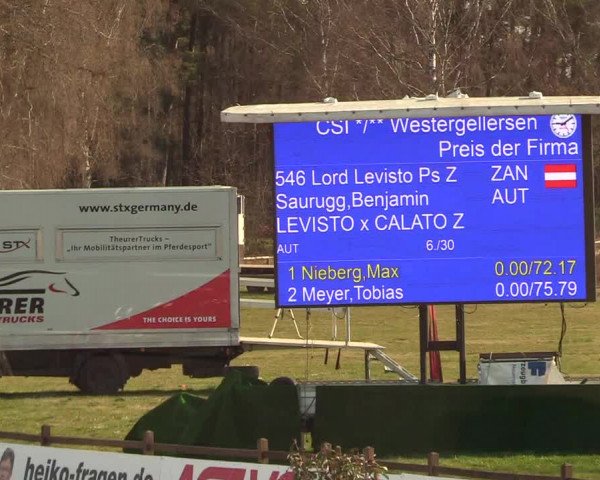 CSI */** Westergellersen
Preis der Firma
546 Lord Levisto Ps Z ZAN
Saurugg,Benjamin AUT
LEVISTO x CALATO Z
AUT 6./30
1 Nieberg,Max 0.00/72.17
2 Meyer,Tobias 0.00/75.79
www.stxgermany.de
STX
TheurerTrucks –
„Ihr Mobilitätspartner im Pferdesport"
RER
TRUCKS
THE CHOICE IS YOURS
heiko-fragen.de